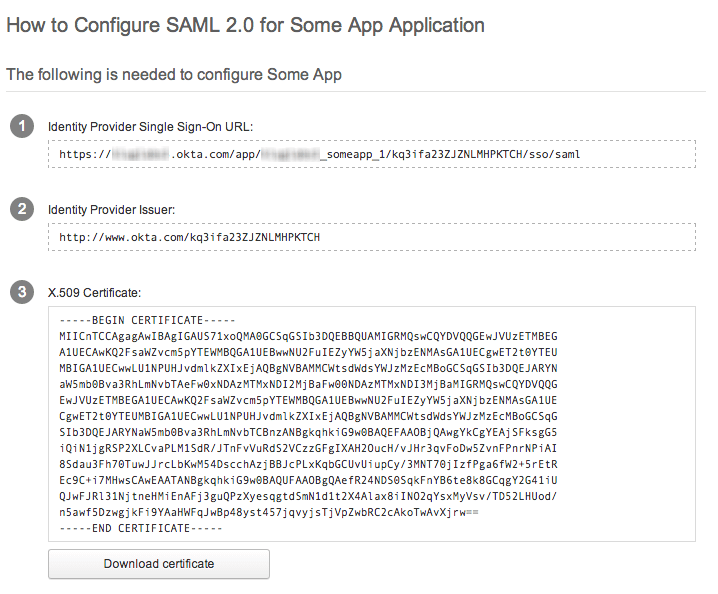 How to Configure SAML 2.0 for Some App Application
The following is needed to configure Some App
1 Identity Provider Single Sign-On URL:
https://.okta.com/app/_someapp_1/kq3ifa23ZJZNLMHPKTCH/sso/saml
2 Identity Provider Issuer:
http://www.okta.com/kq3ifa23ZJZNLMHPKTCH
3 X.509 Certificate:
-----BEGIN CERTIFICATE-----
MIICnTCCAgagAwIBAgIGAUS71xoQMA0GCSqGSIb3DQEBBQUAMIGRMQswCQYDVQQGEwJVUzETMBEG
A1UECAwKQ2FsaWZvcm5pYTEWMBQGA1UEBwwNU2FuIEZyYW5jaXNjbzENMAsGA1UECgwET2t0YTEU
MBIGA1UECwwLU1NPUHJvdmlkZXIxEjAQBgNVBAMMCWtsdWdsYWJzMzEcMBoGCSqGSIb3DQEJARYN
aW5mb0Bva3RhLmNvbTAeFw0xNDAzMTMxNDI2MjBaFw00NDAzMTMxNDI3MjBaMIGRMQswCQYDVQQG
EwJVUzETMBEGA1UECAwKQ2FsaWZvcm5pYTEWMBQGA1UEBwwNU2FuIEZyYW5jaXNjbzENMAsGA1UE
CgwET2t0YTEUMBIGA1UECwwLU1NPUHJvdmlkZXIxEjAQBgNVBAMMCWtsdWdsYWJzMzEcMBoGCSqG
SIb3DQEJARYNaW5mb0Bva3RhLmNvbTCBnzANBgkqhkiG9w0BAQEFAAOBjQAwgYkCgYEAjSFksgG5
iQiN1jgRSP2XLCvaPLM1SdR/JTnFvVuRdS2VCzzGFgIXAH2OucH/vJHr3qvFoDw5ZvnFPnrNPiAI
8Sdau3Fh70TuwJJrcLbKwM54DscchAzjBBJcPLxKqbGCUvUiupCy/3MNT70jIzfPga6fW2+5rEtR
Ec9C+i7MHwsCAwEAATANBgkqhkiG9w0BAQUFAAOBgQAefR24NDS0SqkFnYB6te8k8GCqgY2G41iU
QJwFJRl31NjtneHMiEnAFj3guQPzXyesqgtdSmN1d1t2X4Alax8iINO2qYsxMyVsv/TD52LHUod/
n5awf5DzwgjkFi9YAaHWFqJwBp48yst457jqvyjsTjVpZwbRC2cAkoTwAvXjrw==
-----END CERTIFICATE-----
Download certificate